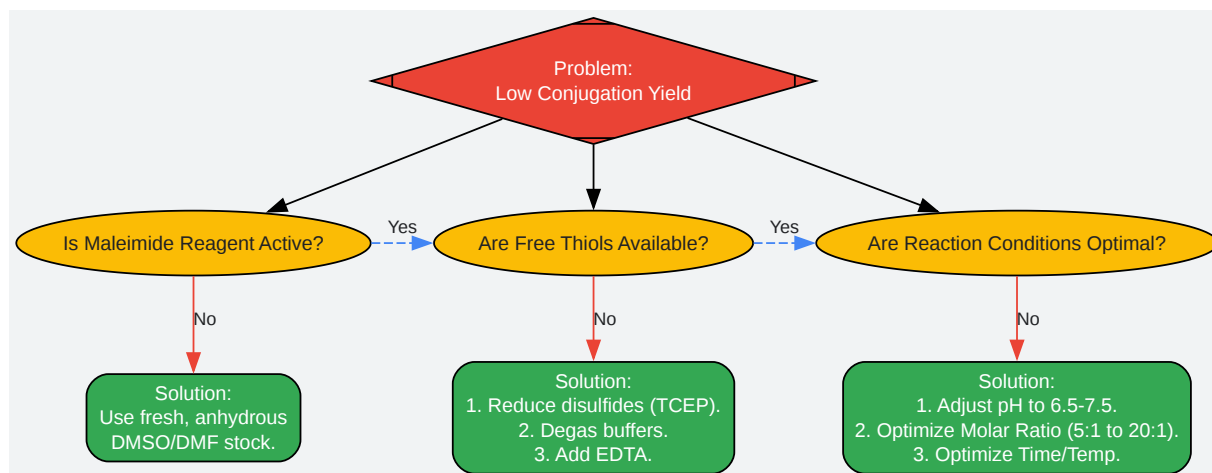 Problem:
Low Conjugation Yield
Is Maleimide Reagent Active?
Yes
Are Free Thiols Available?
Yes
Are Reaction Conditions Optimal?
No
No
No
Solution:
Use fresh, anhydrous
DMSO/DMF stock.
Solution:
1. Reduce disulfides (TCEP).
2. Degas buffers.
3. Add EDTA.
Solution:
1. Adjust pH to 6.5-7.5.
2. Optimize Molar Ratio (5:1 to 20:1).
3. Optimize Time/Temp.